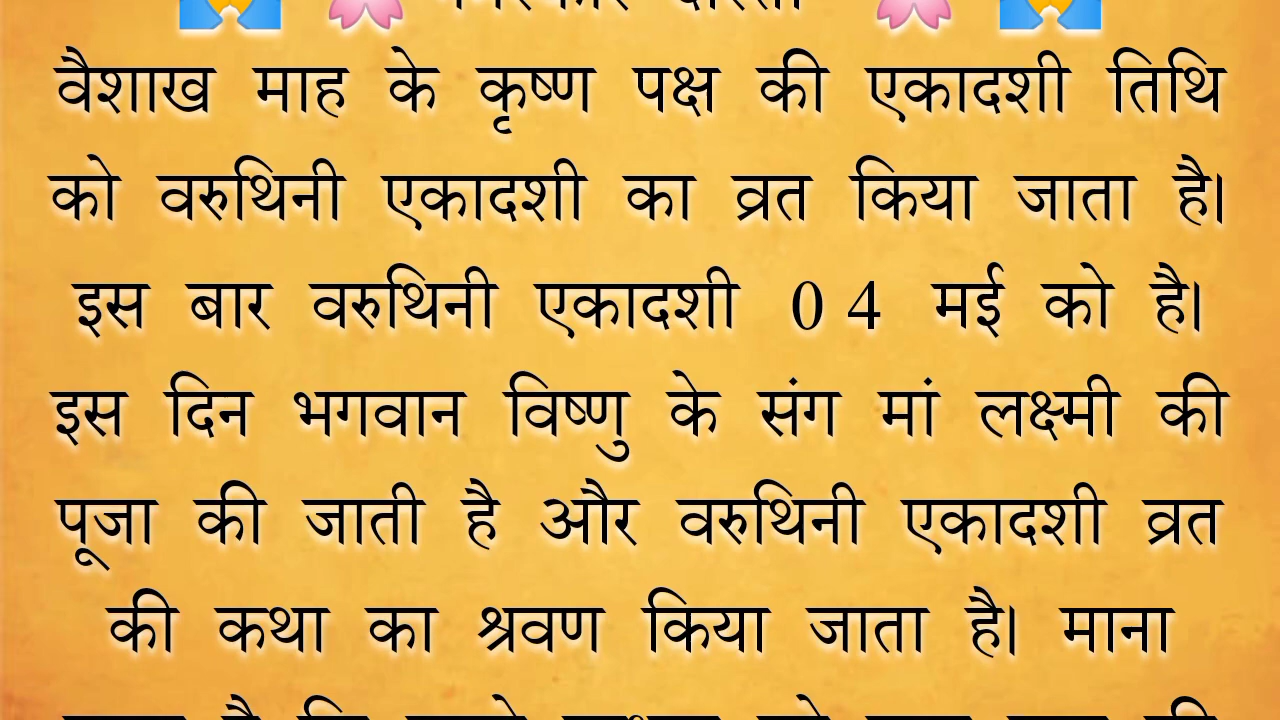 वैशाख माह के कृष्ण पक्ष की एकादशी तिथि
को वरुथिनी एकादशी का व्रत किया जाता है।
इस बार वरुथिनी एकादशी 04 मई को है।
इस दिन भगवान विष्णु के संग मां लक्ष्मी की
पूजा की जाती है और वरुथिनी एकादशी व्रत
की कथा का श्रवण किया जाता है। माना